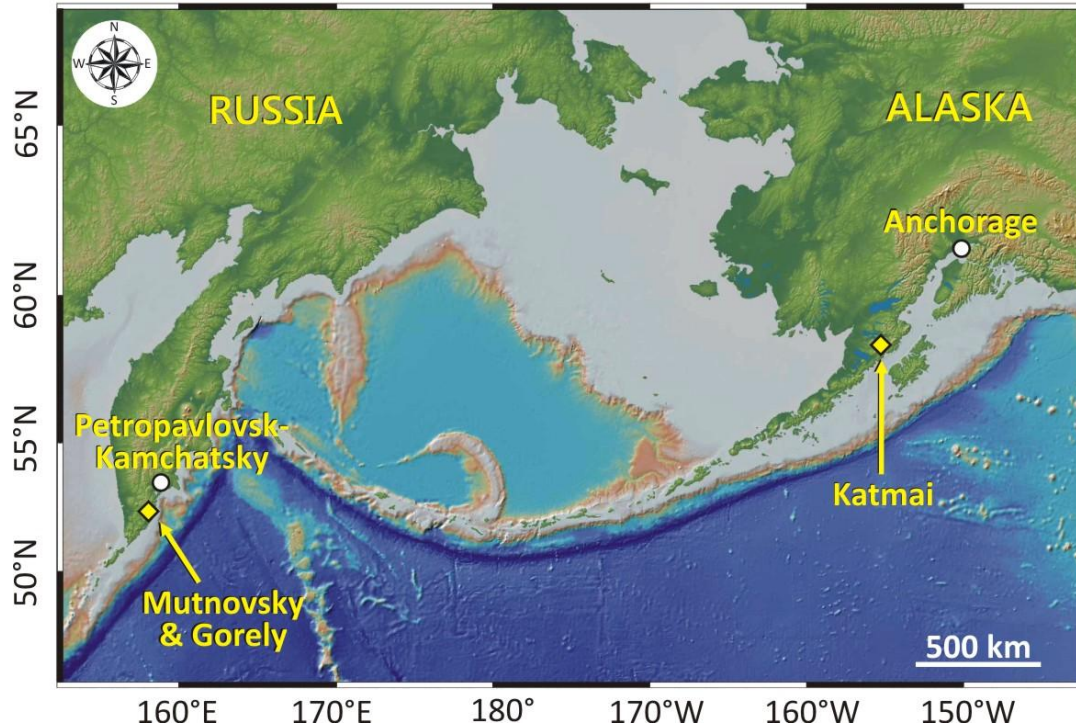 N
W E
S
RUSSIA
ALASKA
Anchorage
Petropavlovsk-
Kamchatsky
Katmai
Mutnovsky
& Gorely
500 km
65°N
60°N
55°N
50°N
160°E 170°E 180° 170°W 160°W 150°W